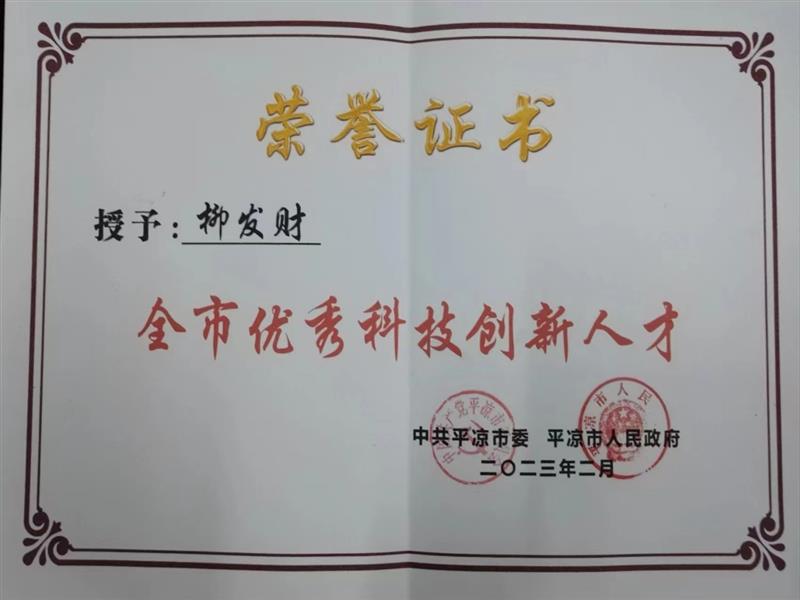 荣誉证书
授予：柳发财
全市优秀科技创新人才
中共平凉市委 平凉市人民政府
二〇二三年二月